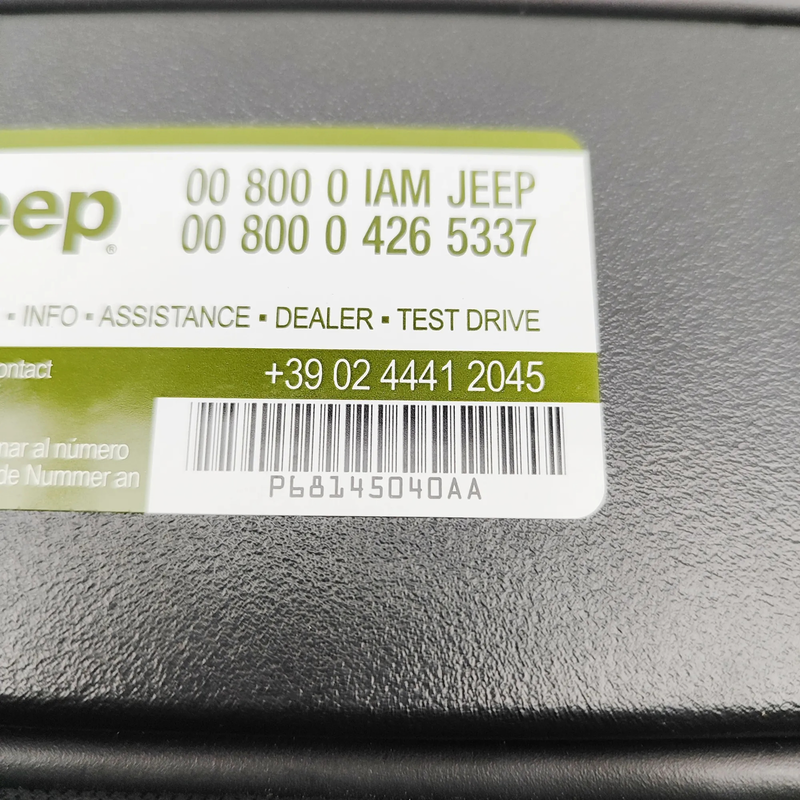 eep®
00 800 0 IAM JEEP
00 800 0 426 5337
▪ INFO ▪ ASSISTANCE ▪ DEALER ▪ TEST DRIVE
ontact
+39 02 4441 2045
mar al número
de Nummer an
P68145040AA